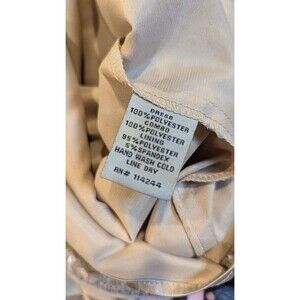 DRESS
100%POLYESTER
COMBO
100%POLYESTER
LINING
95%POLYESTER
5%SPANDEX
HAND WASH COLD
LINE DRY
RN# 114244